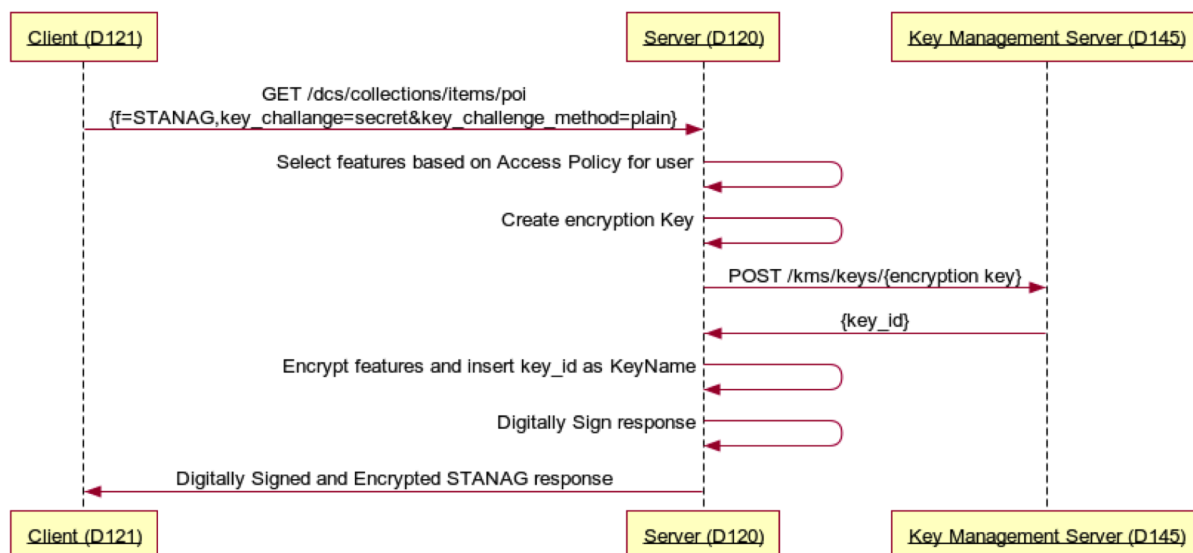 Client (D121)
Server (D120)
Key Management Server (D145)
GET /dcs/collections/items/poi
{f=STANAG,key_challange=secret&key_challenge_method=plain}
Select features based on Access Policy for user
Create encryption Key
POST /kms/keys/{encryption key}
{key_id}
Encrypt features and insert key_id as KeyName
Digitally Sign response
Digitally Signed and Encrypted STANAG response
Client (D121)
Server (D120)
Key Management Server (D145)